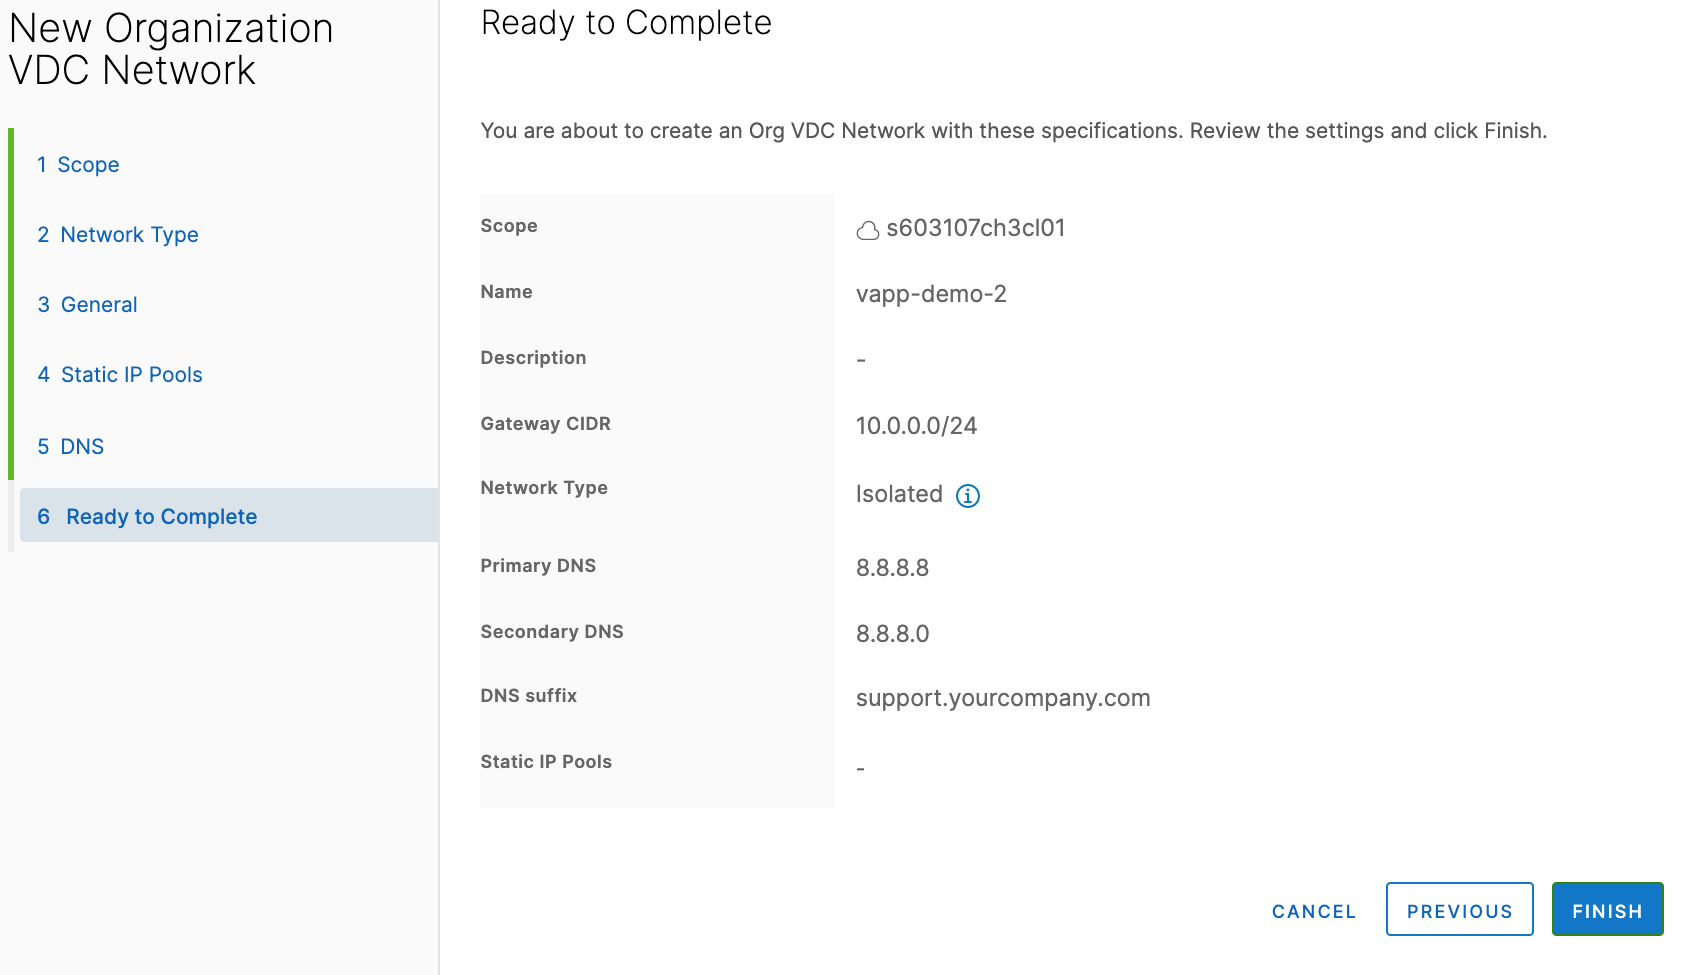 New Organization
VDC Network
1 Scope
2 Network Type
3 General
4 Static IP Pools
5 DNS
6 Ready to Complete
Ready to Complete
You are about to create an Org VDC Network with these specifications. Review the settings and click Finish.
Scope s603107ch3cl01
Name vapp-demo-2
Description -
Gateway CIDR 10.0.0.0/24
Network Type Isolated
Primary DNS 8.8.8.8
Secondary DNS 8.8.8.0
DNS suffix support.yourcompany.com
Static IP Pools -
CANCEL PREVIOUS FINISH